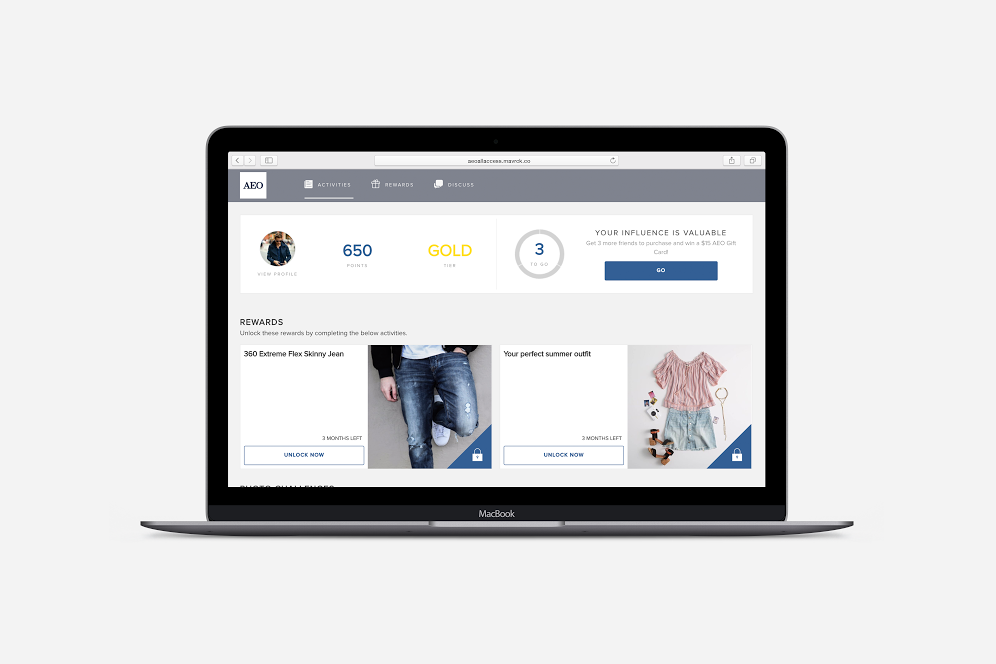 aeoallaccess.mavrck.co
AEO
ACTIVITIES
REWARDS
DISCUSS
VIEW PROFILE
650
POINTS
GOLD
TIER
3
TO GO
YOUR INFLUENCE IS VALUABLE
Get 3 more friends to purchase and win a $15 AEO Gift
Card!
GO
REWARDS
Unlock these rewards by completing the below activities.
360 Extreme Flex Skinny Jean
3 MONTHS LEFT
UNLOCK NOW
Your perfect summer outfit
3 MONTHS LEFT
UNLOCK NOW
PHOTO CHALLENGES
MacBook